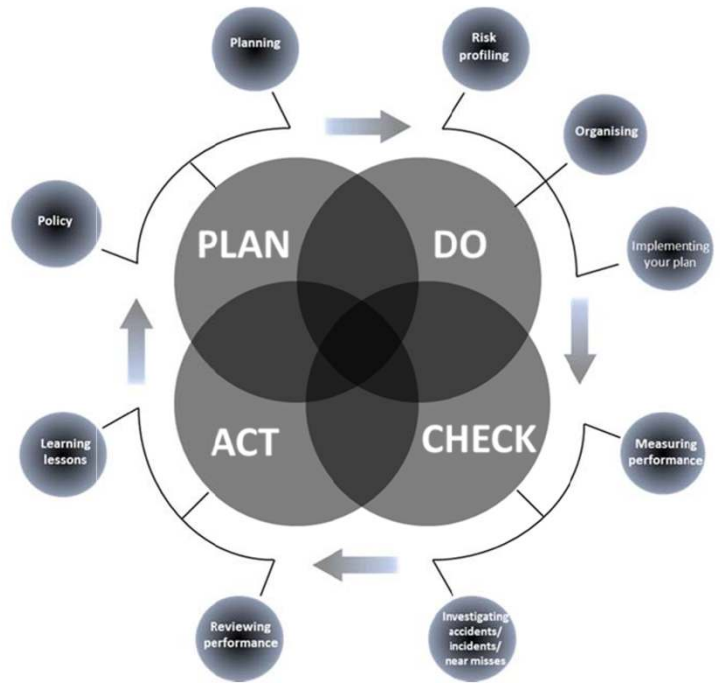 Planning
Risk
profiling
Organising
Policy
PLAN
DO
Implementing
your plan
Learning
lessons
ACT
CHECK
Measuring
performance
Reviewing
performance
Investigating
accidents/
incidents/
near misses